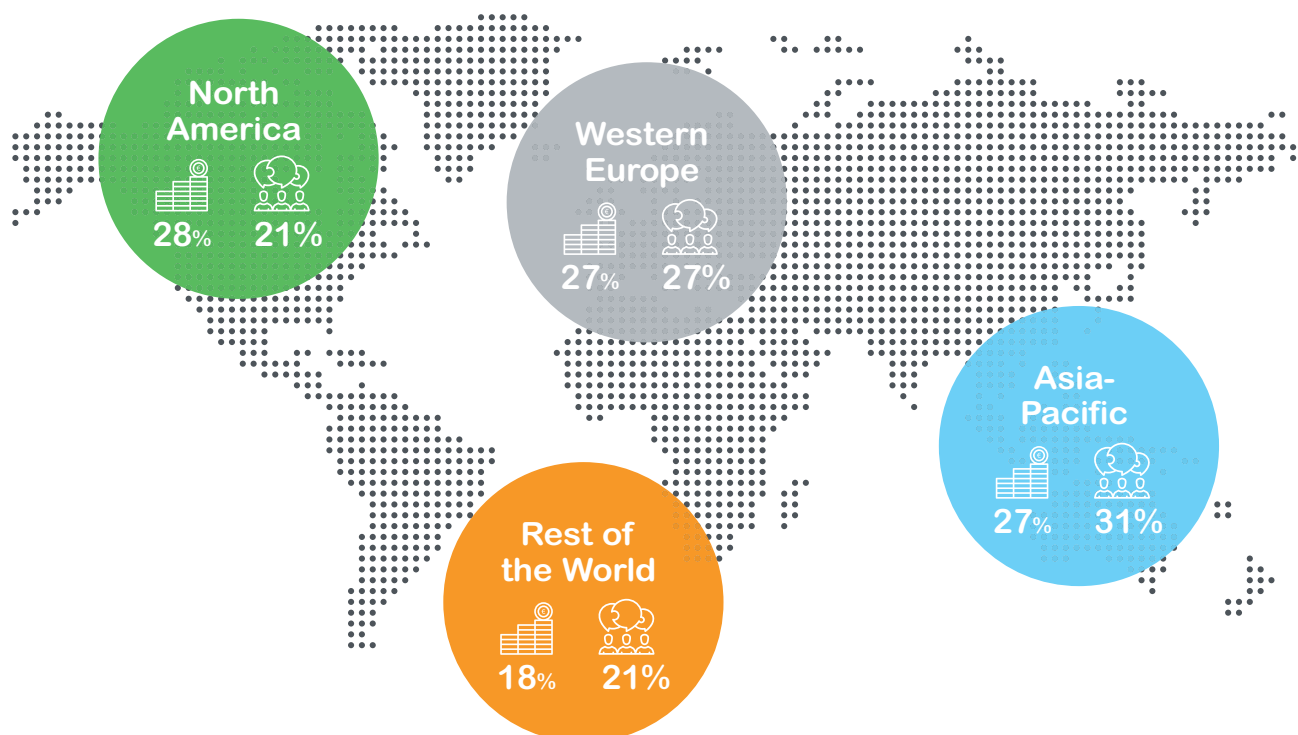 North
America
28% 21%
Western
Europe
27% 27%
Asia-
Pacific
27% 31%
Rest of
the World
18% 21%